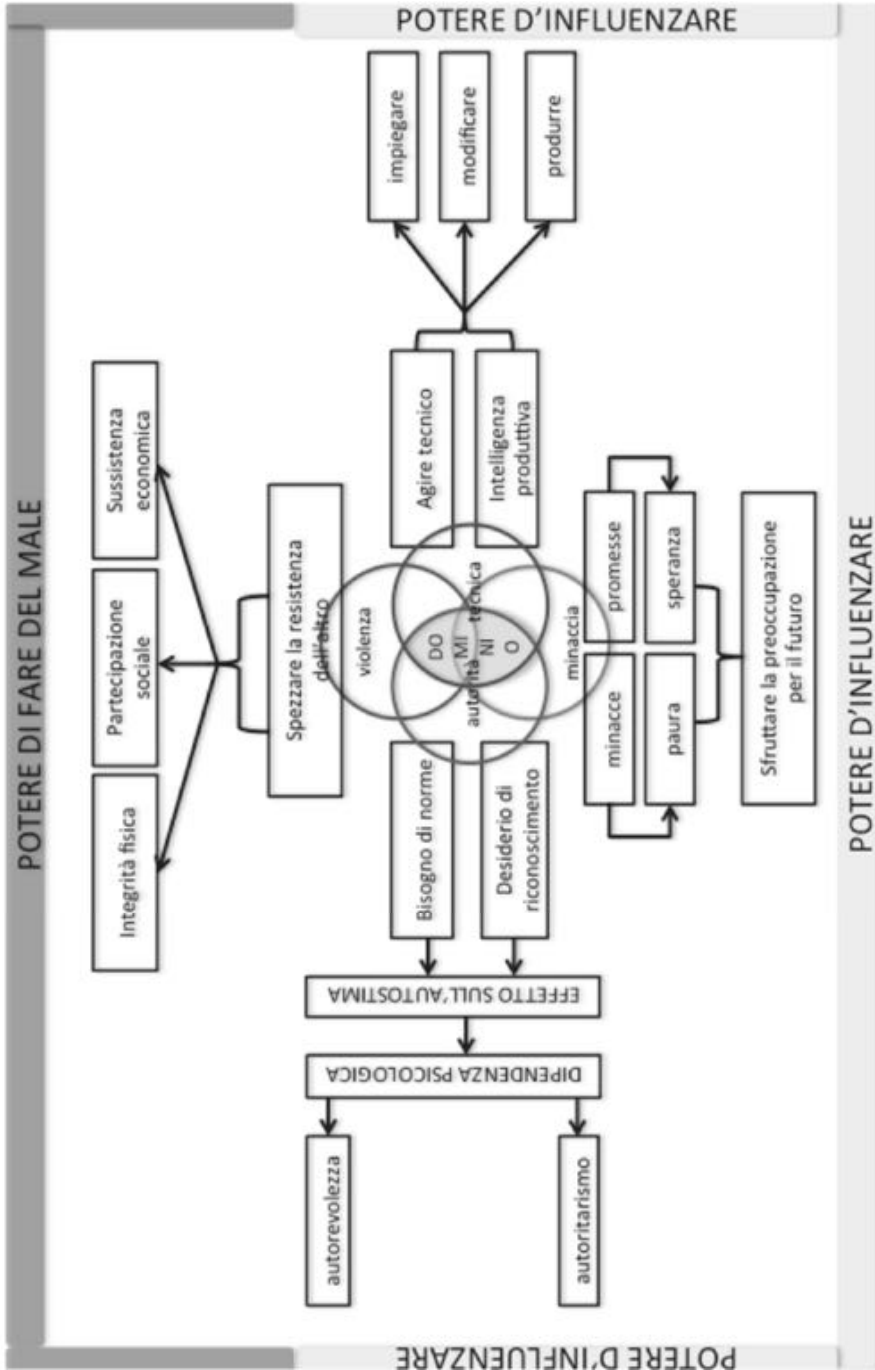 POTERE DI FARE DEL MALE
Integrità fisica
Partecipazione
sociale
Sussistenza
economica
Spezzare la resistenza
dell'altro
violenza
autorità
tecnica
minaccia
DO
MI
NI
O
autorevolezza
autoritarismo
DIPENDENZA PSICOLOGICA
EFFETTO SULL'AUTOSTIMA
Bisogno di norme
Desiderio di
riconoscimento
Agire tecnico
Intelligenza
produttiva
impiegare
modificare
produrre
minacce
promesse
paura
speranza
Sfruttare la preoccupazione
per il futuro
POTERE D'INFLUENZARE
POTERE D'INFLUENZARE
POTERE D'INFLUENZARE